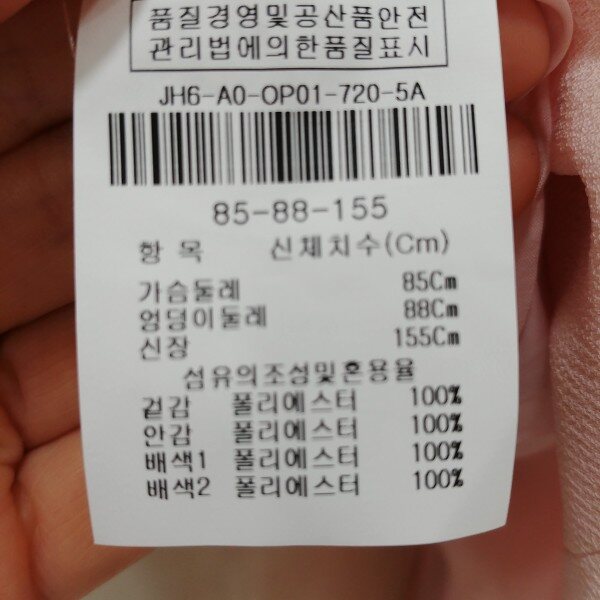 품질경영및공산품안전
관리법에의한품질표시
JH6-A0-OP01-720-5A
85-88-155
항 목 신체치수(Cm)
가슴둘레 85Cm
엉덩이둘레 88Cm
신장 155Cm
섬유의조성및혼용율
겉감 폴리에스터 100%
안감 폴리에스터 100%
배색1 폴리에스터 100%
배색2 폴리에스터 100%